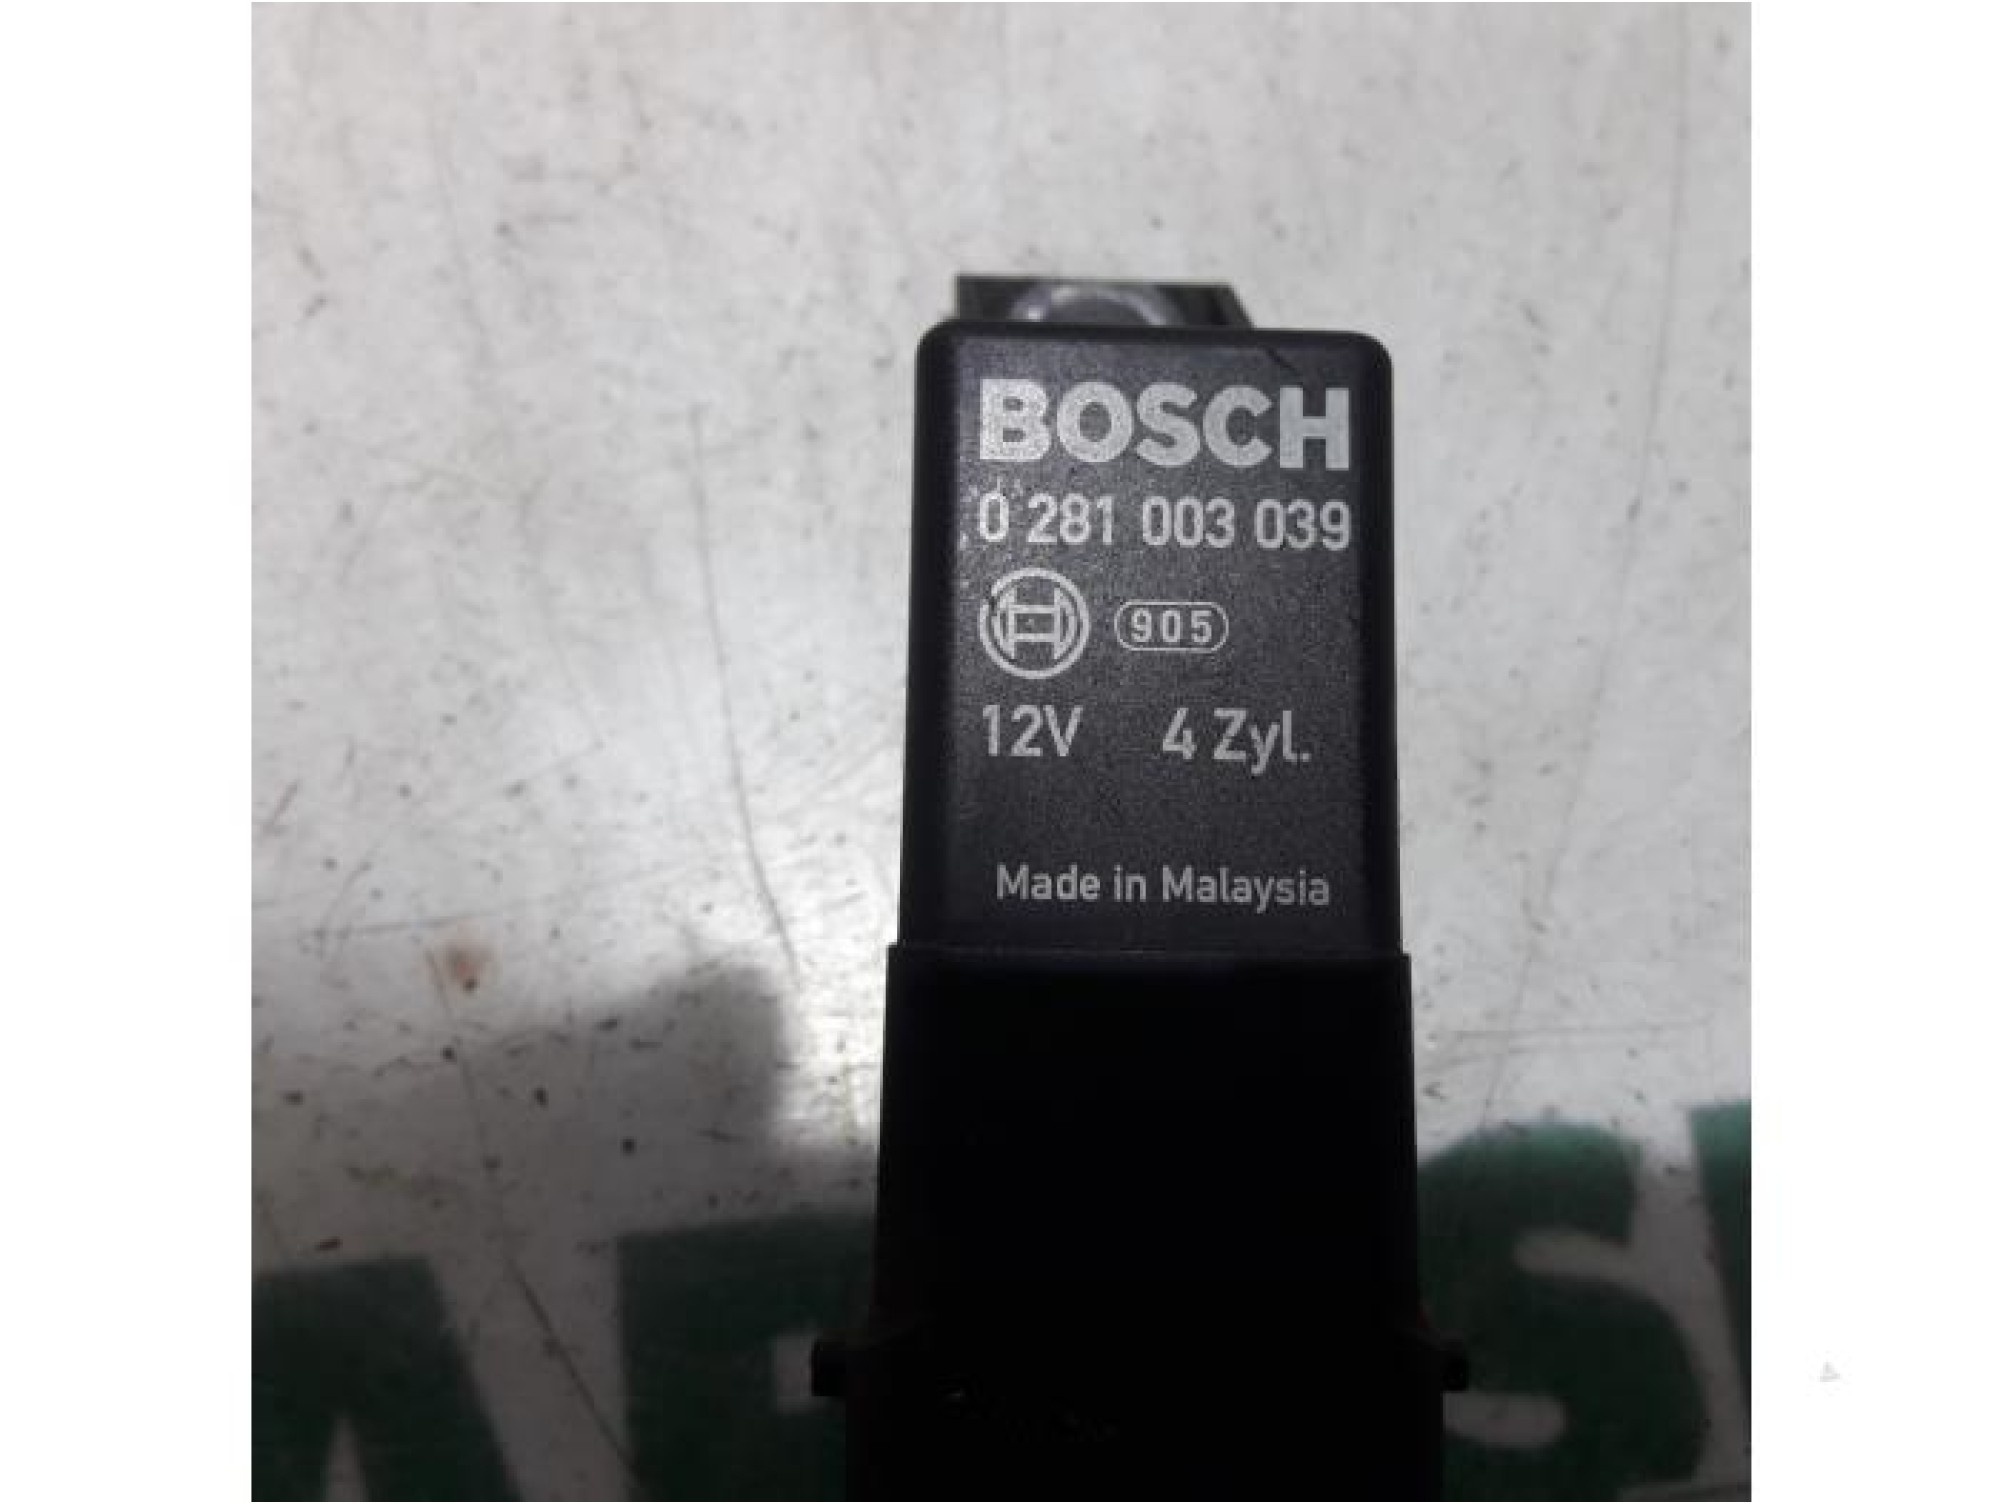 BOSCH
0 281 003 039
905
12V 4 Zyl.
Made in Malaysia